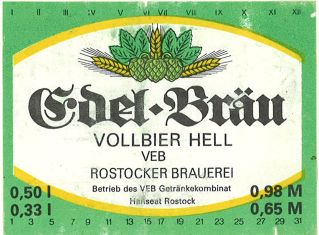 I II III IV V VI VII VIII IX X XI XII
Edel-Bräu
VOLLBIER HELL
VEB
ROSTOCKER BRAUEREI
Betrieb des VEB Getränkekombinat
Hanseat Rostock
0,50 l 0,98 M
0,33 l 0,65 M
1 3 5 7 9 11 13 15 17 19 21 23 25 27 29 31